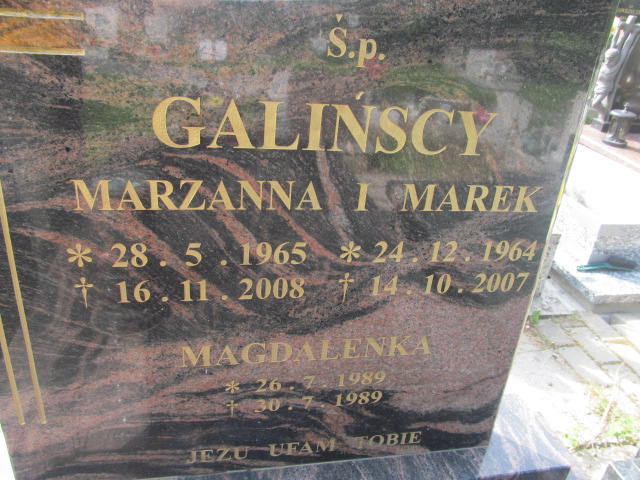 Ś.p.
GALIŃSCY
MARZANNA I MAREK
* 28.5.1965 * 24.12.1964
† 16.11.2008 † 14.10.2007
MAGDALENKA
* 26.7.1989
† 30.7.1989
JEZU UFAM TOBIE